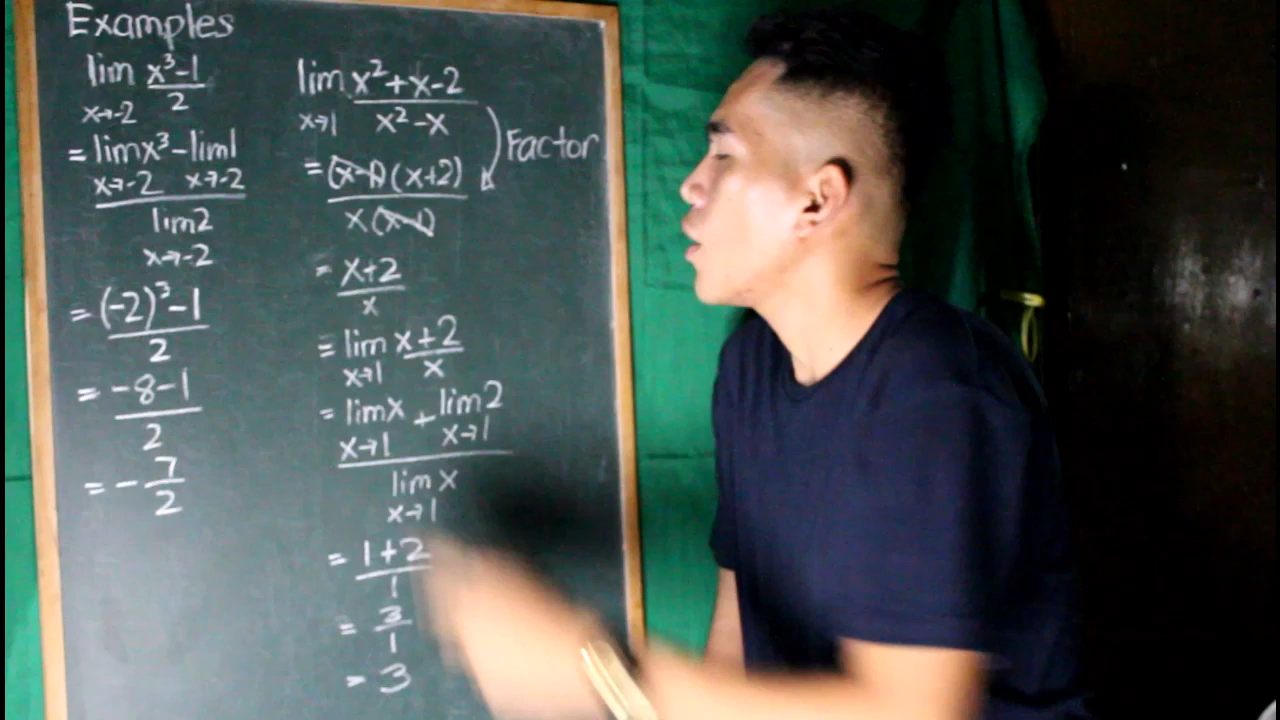 Examples
lim x³-1
x→-2 2
= lim x³ - lim 1
x→-2 x→-2
lim 2
x→-2
= (-2)³-1
2
= -8-1
2
= - 7
2
lim x²+x-2
x→1 x²-x
Factor
= (x-1)(x+2)
x(x-1)
= x+2
x
= lim x+2
x→1 x
= lim x + lim 2
x→1 x→1
lim x
x→1
= 1+2
1
= 3
1
= 3